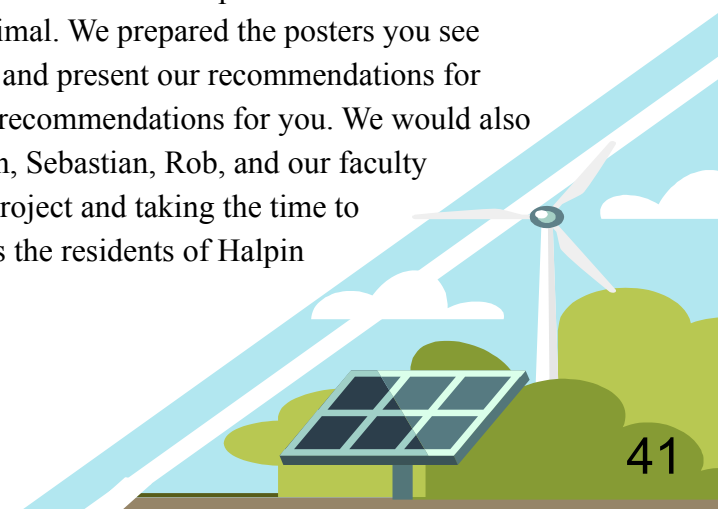 imal. We prepared the posters you see
and present our recommendations for
recommendations for you. We would also
n, Sebastian, Rob, and our faculty
roject and taking the time to
s the residents of Halpin
41